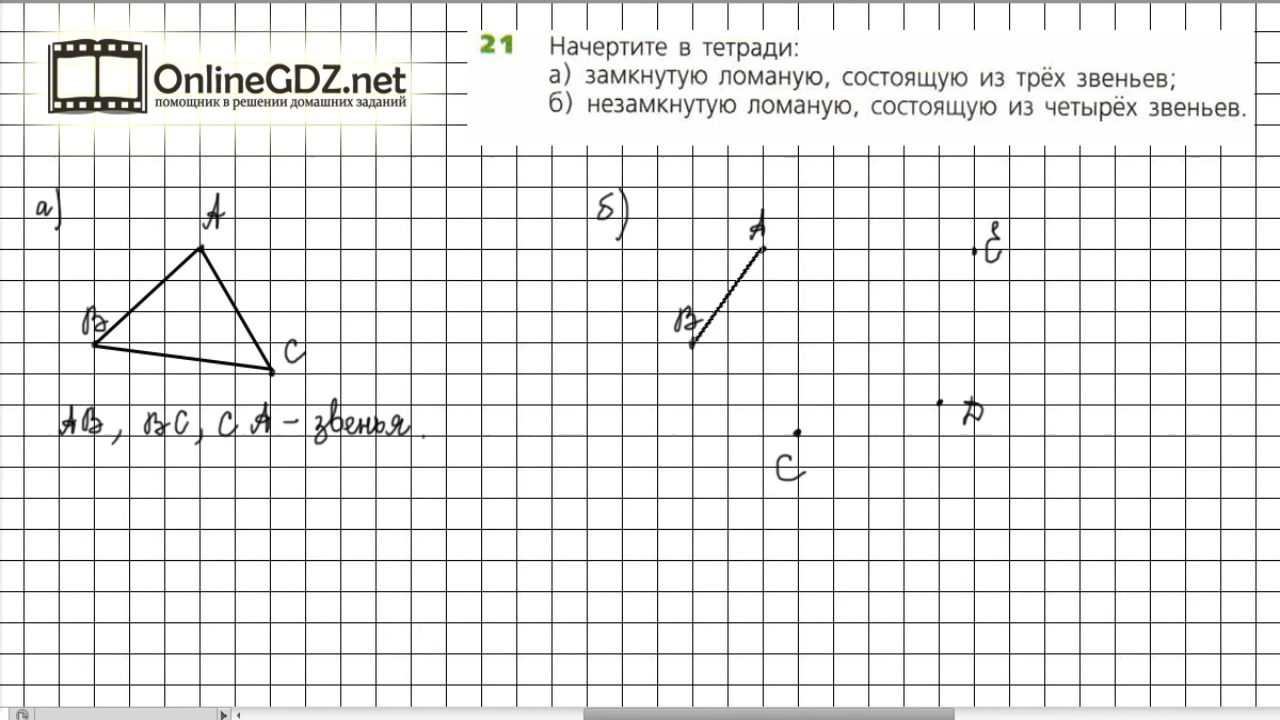 OnlineGDZ.net
помощник в решении домашних заданий
21 Начертите в тетради:
а) замкнутую ломаную, состоящую из трёх звеньев;
б) незамкнутую ломаную, состоящую из четырёх звеньев.
а)
A
B
C
AB, BC, CA – звенья.
б)
A
E
B
D
C